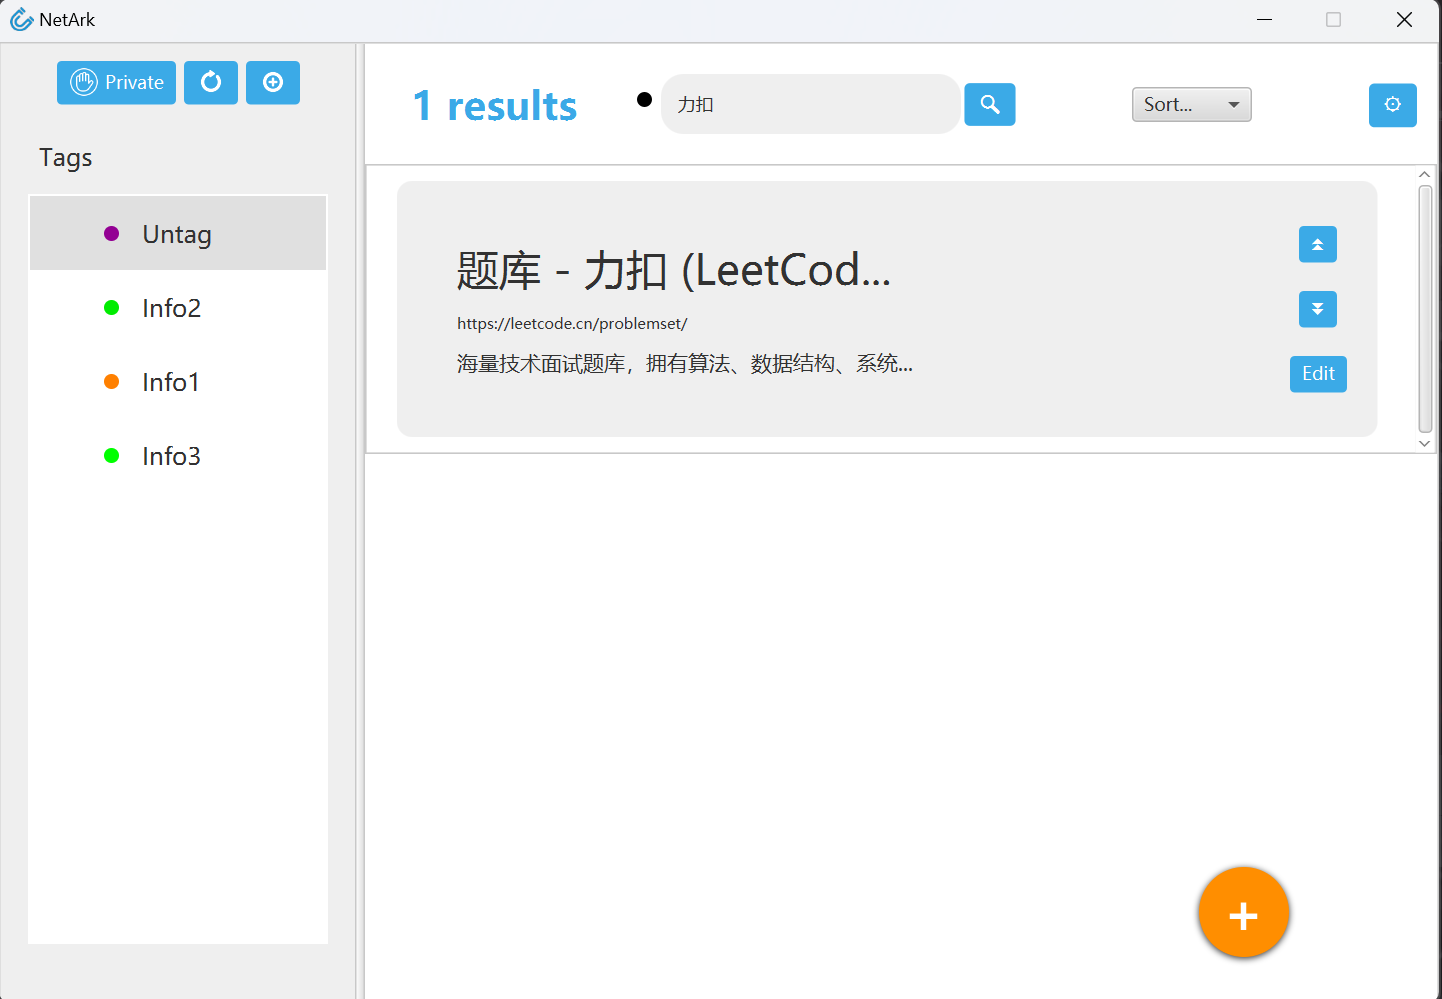 NetArk
Private
Tags
Untag
Info2
Info1
Info3
1 results
力扣
Sort...
题库 - 力扣 (LeetCod...
https://leetcode.cn/problemset/
海量技术面试题库，拥有算法、数据结构、系统...
Edit